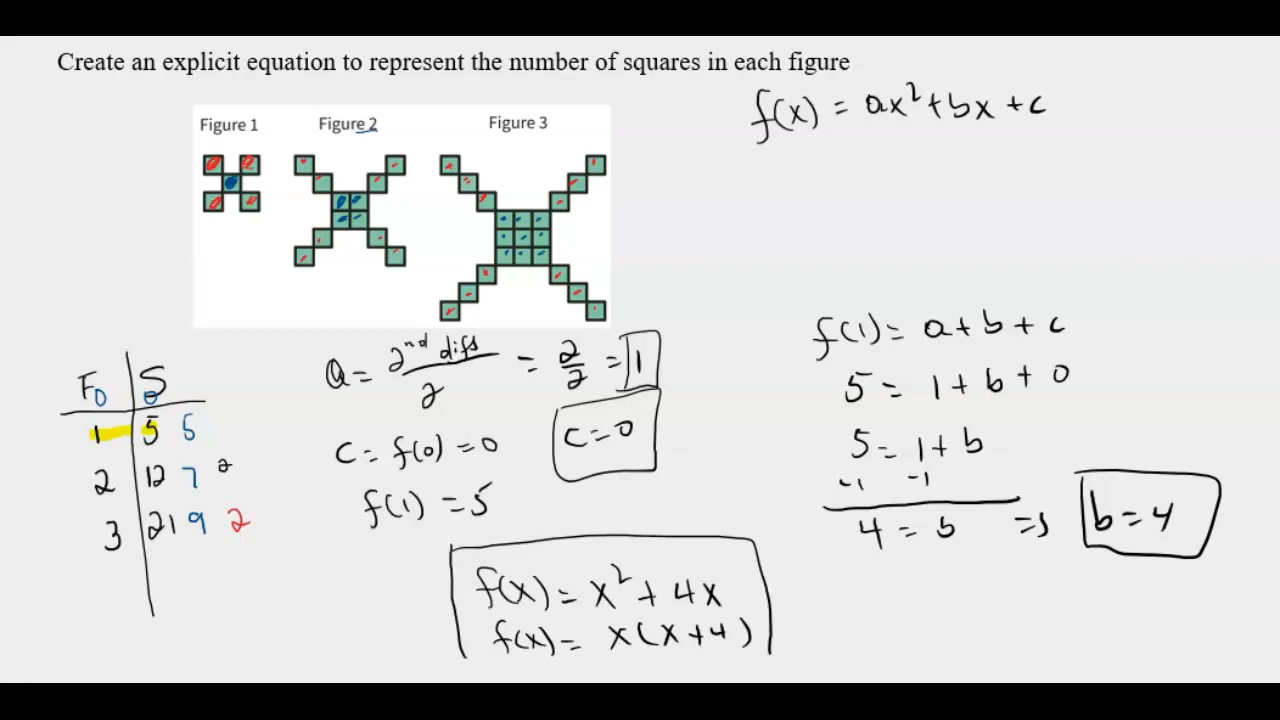 Create an explicit equation to represent the number of squares in each figure
f(x) = ax²+bx+c
Figure 1 Figure 2 Figure 3
F S
0 0
1 5 5
2 12 7 2
3 21 9 2
a = 2nd difs / 2 = 2/2 = 1
c = f(0) = 0
c = 0
f(1) = 5
f(x) = x² + 4x
f(x) = x(x+4)
f(1) = a+b+c
5 = 1+b+0
5 = 1+b
-1 -1
4 = b => b = 4